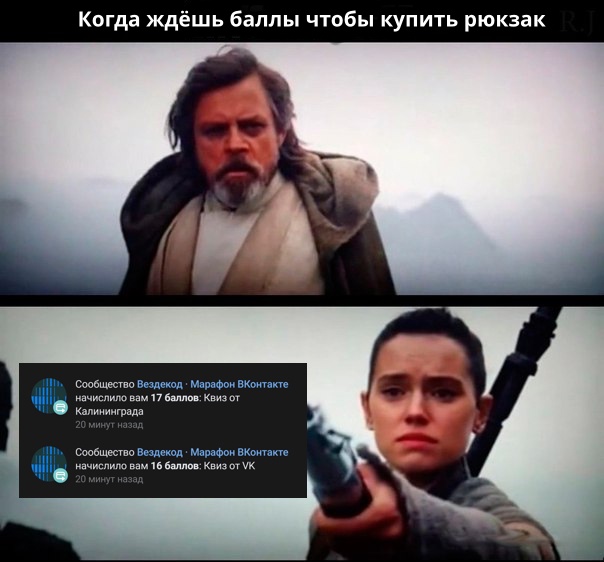 Когда ждёшь баллы чтобы купить рюкзак
R.J
Сообщество Вездекод · Марафон ВКонтакте
начислило вам 17 баллов: Квиз от
Калининграда
20 минут назад
Сообщество Вездекод · Марафон ВКонтакте
начислило вам 16 баллов: Квиз от VK
20 минут назад